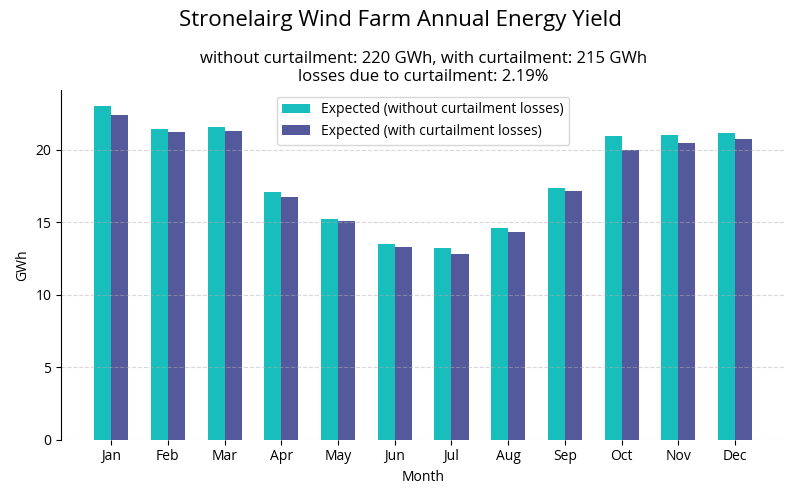 Stronelairg Wind Farm Annual Energy Yield
without curtailment: 220 GWh, with curtailment: 215 GWh
losses due to curtailment: 2.19%
Expected (without curtailment losses)
Expected (with curtailment losses)
GWh
20
15
10
5
0
Jan Feb Mar Apr May Jun Jul Aug Sep Oct Nov Dec
Month